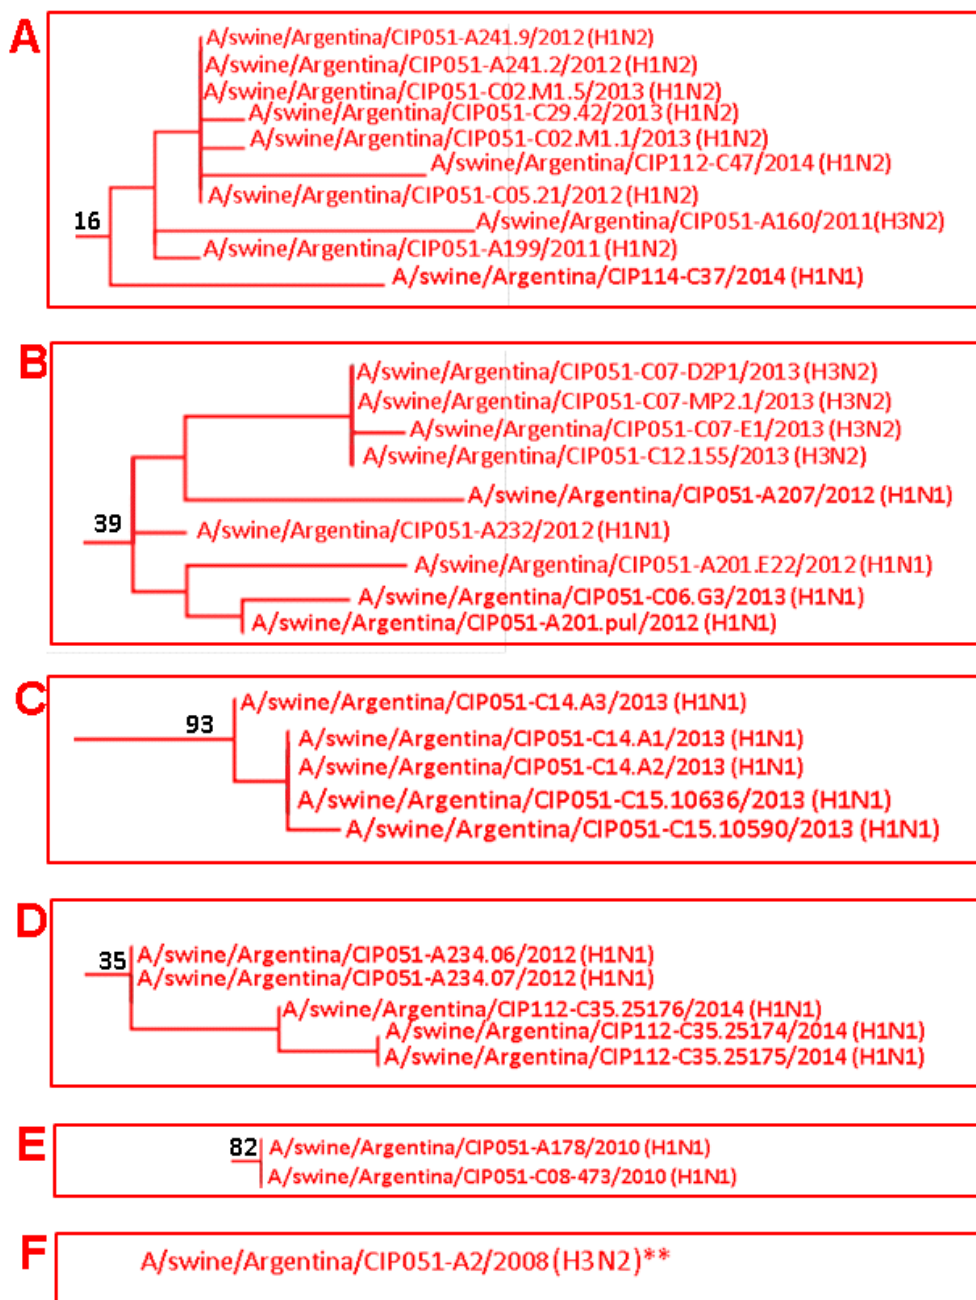 A
A/swine/Argentina/CIP051-A241.9/2012 (H1N2)
A/swine/Argentina/CIP051-A241.2/2012 (H1N2)
A/swine/Argentina/CIP051-C02.M1.5/2013 (H1N2)
A/swine/Argentina/CIP051-C29.42/2013 (H1N2)
A/swine/Argentina/CIP051-C02.M1.1/2013 (H1N2)
A/swine/Argentina/CIP112-C47/2014 (H1N2)
A/swine/Argentina/CIP051-C05.21/2012 (H1N2)
16
A/swine/Argentina/CIP051-A160/2011(H3N2)
A/swine/Argentina/CIP051-A199/2011 (H1N2)
A/swine/Argentina/CIP114-C37/2014 (H1N1)
B
A/swine/Argentina/CIP051-C07-D2P1/2013 (H3N2)
A/swine/Argentina/CIP051-C07-MP2.1/2013 (H3N2)
A/swine/Argentina/CIP051-C07-E1/2013 (H3N2)
A/swine/Argentina/CIP051-C12.155/2013 (H3N2)
A/swine/Argentina/CIP051-A207/2012 (H1N1)
39
A/swine/Argentina/CIP051-A232/2012 (H1N1)
A/swine/Argentina/CIP051-A201.E22/2012 (H1N1)
A/swine/Argentina/CIP051-C06.G3/2013 (H1N1)
A/swine/Argentina/CIP051-A201.pul/2012 (H1N1)
C
A/swine/Argentina/CIP051-C14.A3/2013 (H1N1)
93
A/swine/Argentina/CIP051-C14.A1/2013 (H1N1)
A/swine/Argentina/CIP051-C14.A2/2013 (H1N1)
A/swine/Argentina/CIP051-C15.10636/2013 (H1N1)
A/swine/Argentina/CIP051-C15.10590/2013 (H1N1)
D
35
A/swine/Argentina/CIP051-A234.06/2012 (H1N1)
A/swine/Argentina/CIP051-A234.07/2012 (H1N1)
A/swine/Argentina/CIP112-C35.25176/2014 (H1N1)
A/swine/Argentina/CIP112-C35.25174/2014 (H1N1)
A/swine/Argentina/CIP112-C35.25175/2014 (H1N1)
E
82
A/swine/Argentina/CIP051-A178/2010 (H1N1)
A/swine/Argentina/CIP051-C08-473/2010 (H1N1)
F
A/swine/Argentina/CIP051-A2/2008 (H3N2)**